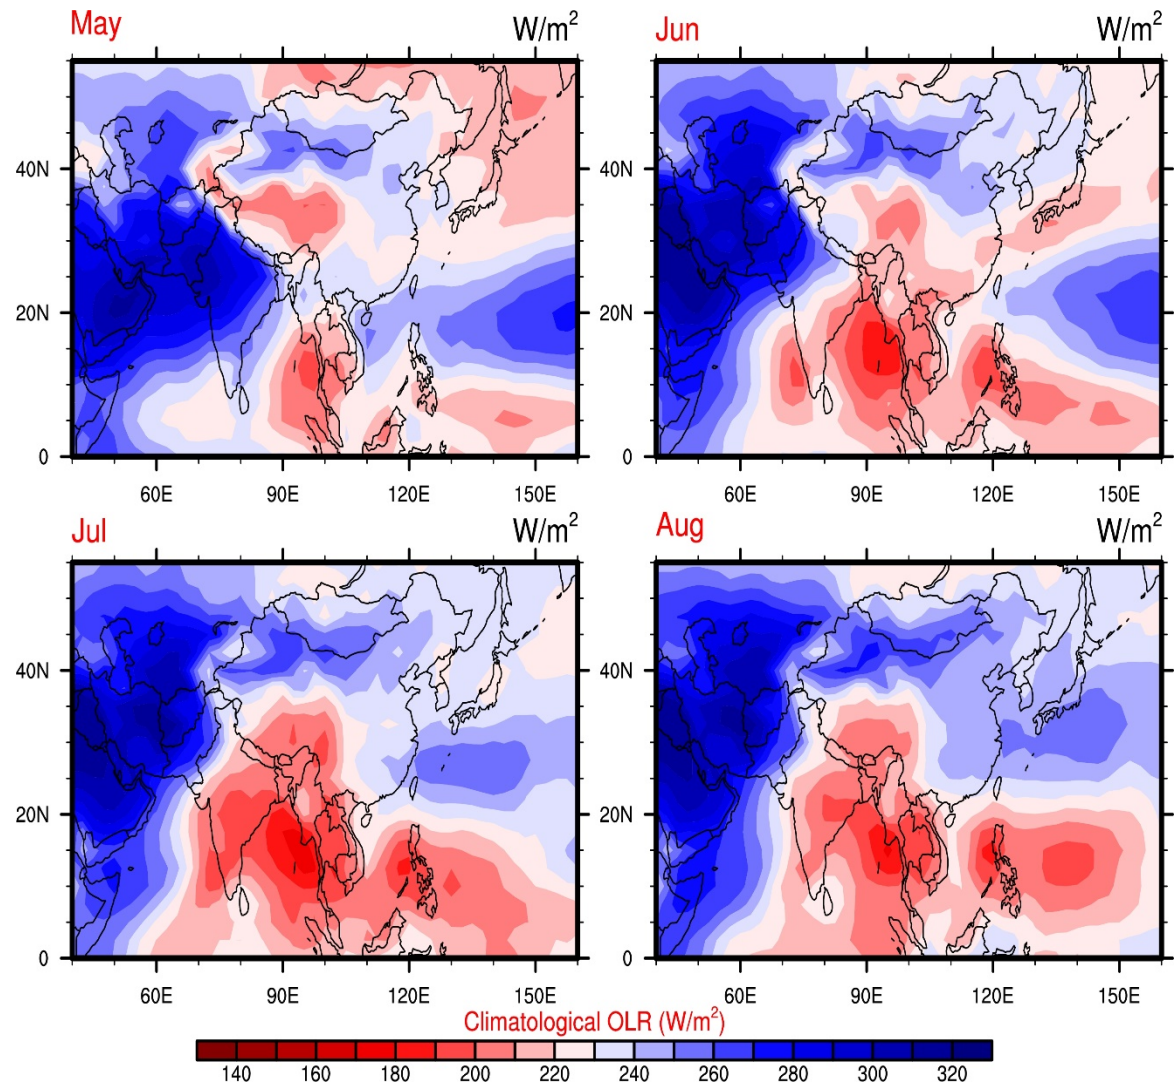 May W/m²
Jun W/m²
40N
20N
0
60E 90E 120E 150E
40N
20N
0
60E 90E 120E 150E
Jul W/m²
Aug W/m²
40N
20N
0
60E 90E 120E 150E
40N
20N
0
60E 90E 120E 150E
Climatological OLR (W/m²)
140 160 180 200 220 240 260 280 300 320